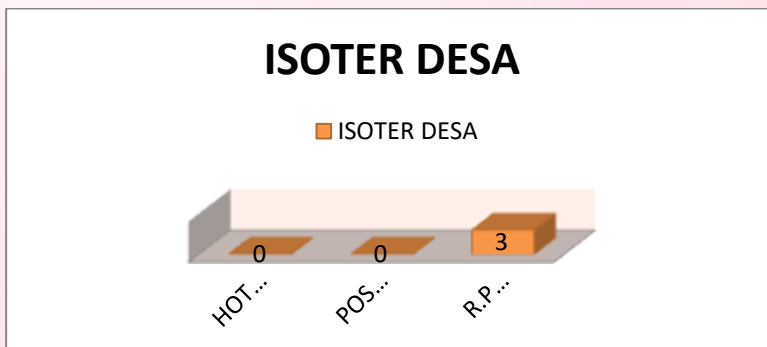 ISOTER DESA
ISOTER DESA
0
0
3
HOT...
POS...
R.P...